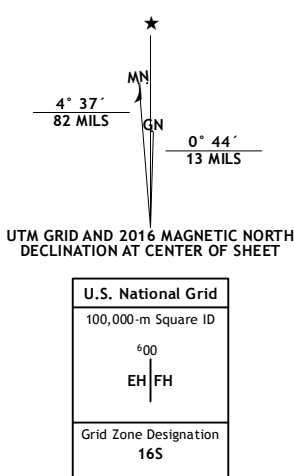 ★
MN
GN
4° 37´
82 MILS
0° 44´
13 MILS
UTM GRID AND 2016 MAGNETIC NORTH
DECLINATION AT CENTER OF SHEET
U.S. National Grid
100,000-m Square ID
⁶00
EH FH
Grid Zone Designation
16S